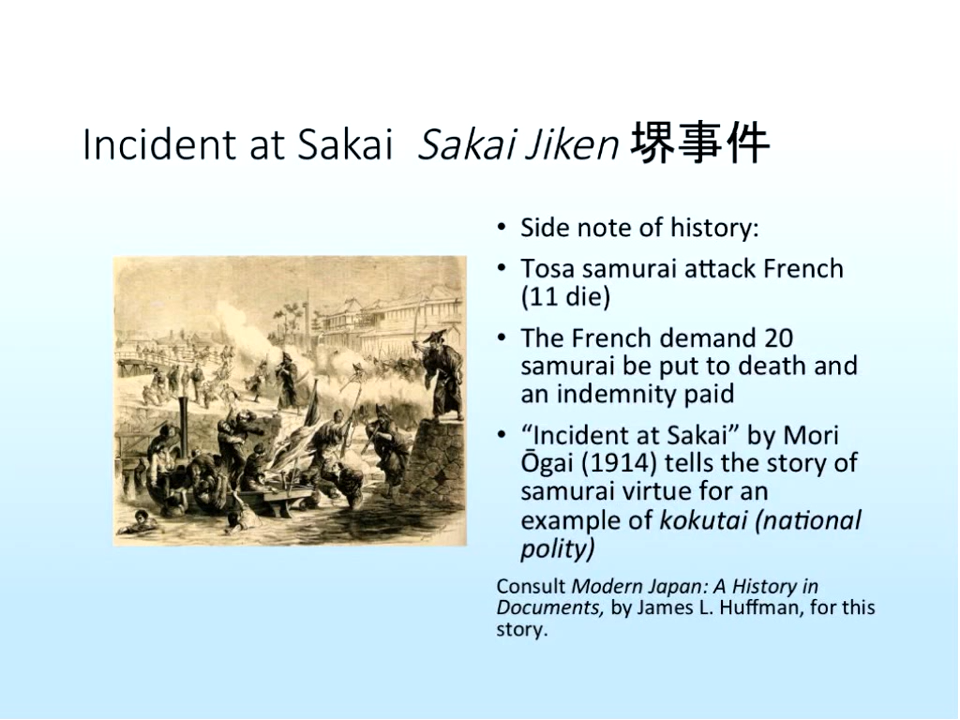 Incident at Sakai Sakai Jiken 堺事件
• Side note of history:
• Tosa samurai attack French
(11 die)
• The French demand 20
samurai be put to death and
an indemnity paid
• “Incident at Sakai” by Mori
Ōgai (1914) tells the story of
samurai virtue for an
example of kokutai (national
polity)
Consult Modern Japan: A History in
Documents, by James L. Huffman, for this
story.